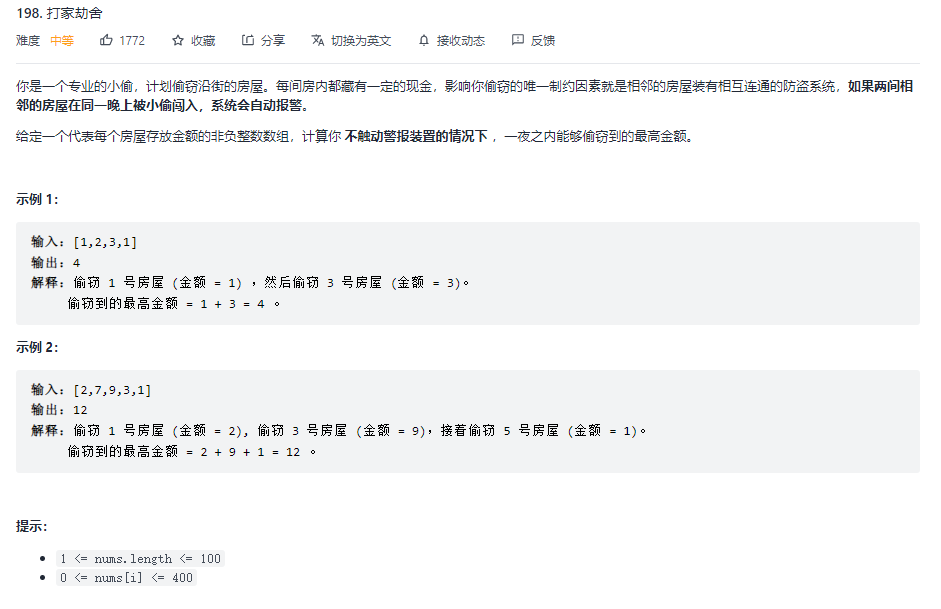 198. 打家劫舍
难度 中等 1772 收藏 分享 切换为英文 接收动态 反馈
你是一个专业的小偷，计划偷窃沿街的房屋。每间房内都藏有一定的现金，影响你偷窃的唯一制约因素就是相邻的房屋装有相互连通的防盗系统，如果两间相
邻的房屋在同一晚上被小偷闯入，系统会自动报警。
给定一个代表每个房屋存放金额的非负整数数组，计算你 不触动警报装置的情况下 ，一夜之内能够偷窃到的最高金额。
示例 1：
输入：[1,2,3,1]
输出：4
解释：偷窃 1 号房屋 (金额 = 1) ，然后偷窃 3 号房屋 (金额 = 3)。
偷窃到的最高金额 = 1 + 3 = 4 。
示例 2：
输入：[2,7,9,3,1]
输出：12
解释：偷窃 1 号房屋 (金额 = 2), 偷窃 3 号房屋 (金额 = 9)，接着偷窃 5 号房屋 (金额 = 1)。
偷窃到的最高金额 = 2 + 9 + 1 = 12 。
提示：
1 <= nums.length <= 100
0 <= nums[i] <= 400